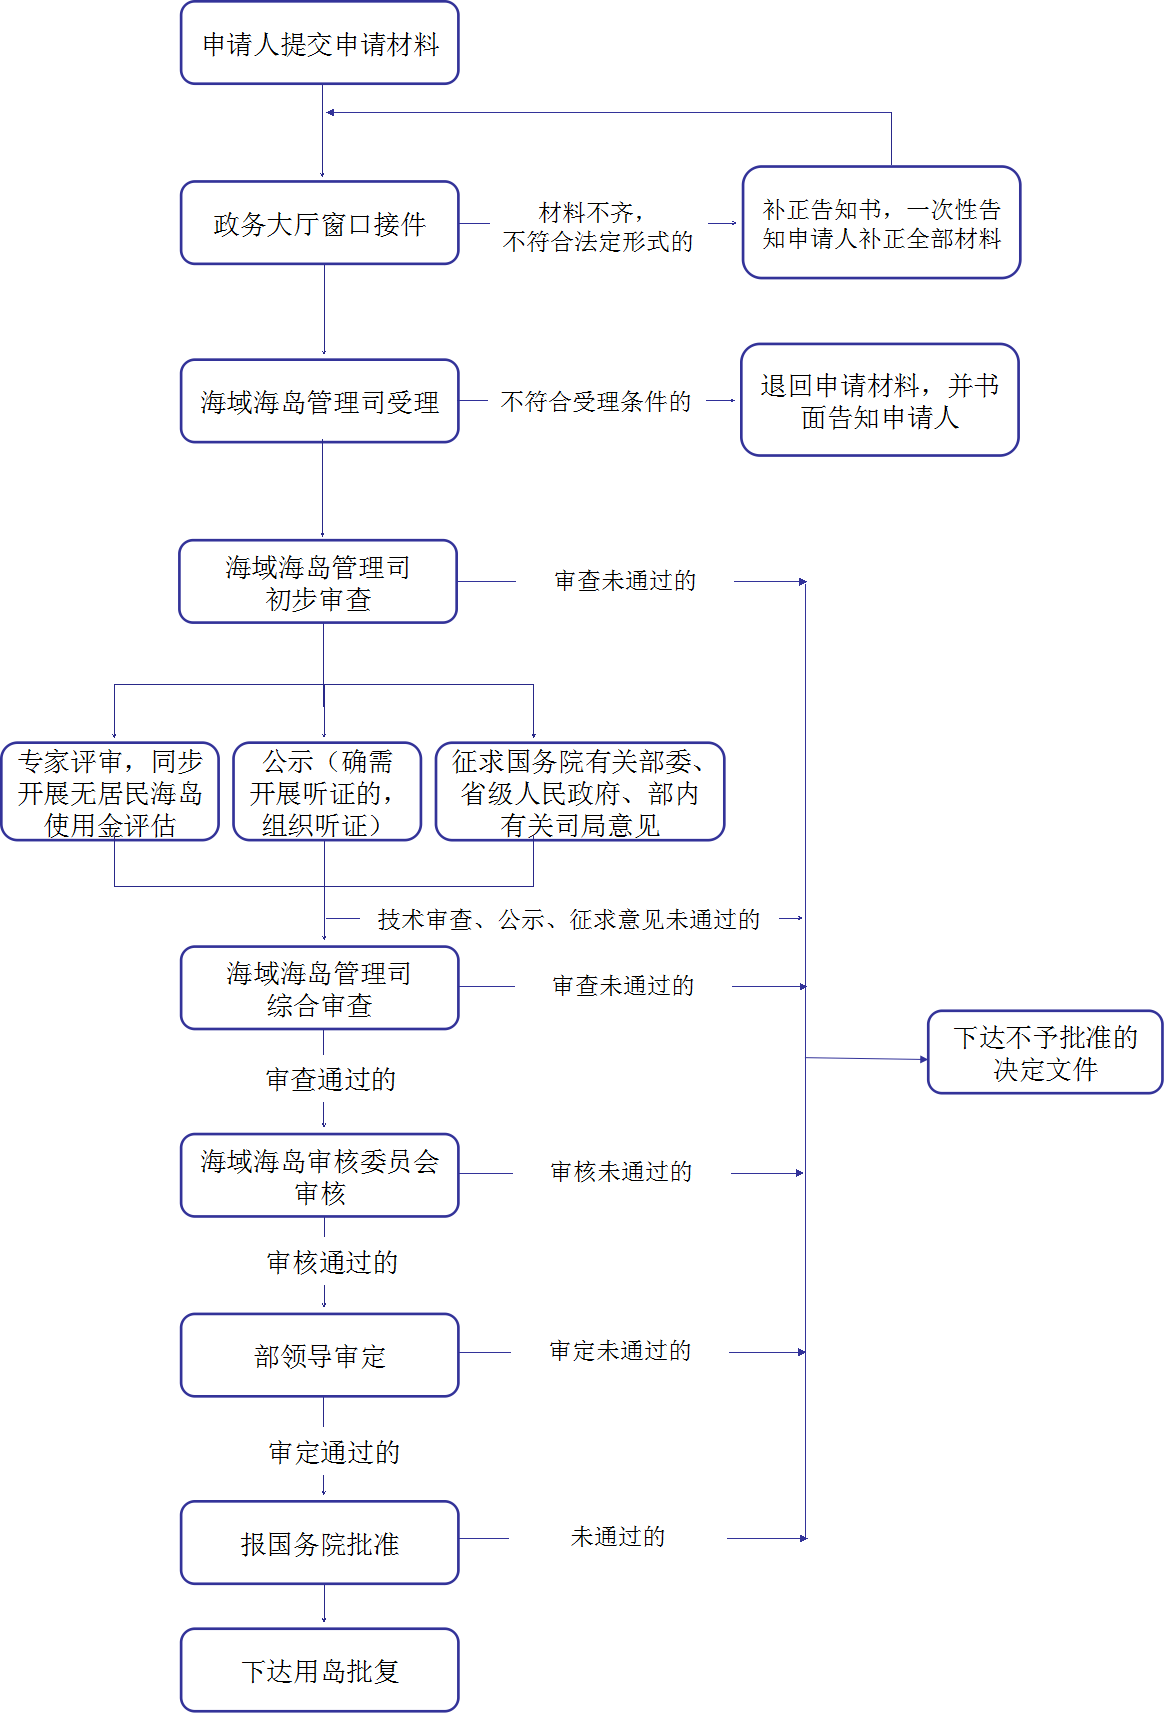 申请人提交申请材料
政务大厅窗口接件
材料不齐，
不符合法定形式的
补正告知书，一次性告
知申请人补正全部材料
海域海岛管理司受理
不符合受理条件的
退回申请材料，并书
面告知申请人
海域海岛管理司
初步审查
审查未通过的
专家评审，同步
开展无居民海岛
使用金评估
公示（确需
开展听证的，
组织听证）
征求国务院有关部委、
省级人民政府、部内
有关司局意见
技术审查、公示、征求意见未通过的
海域海岛管理司
综合审查
审查未通过的
下达不予批准的
决定文件
审查通过的
海域海岛审核委员会
审核
审核未通过的
审核通过的
部领导审定
审定未通过的
审定通过的
报国务院批准
未通过的
下达用岛批复